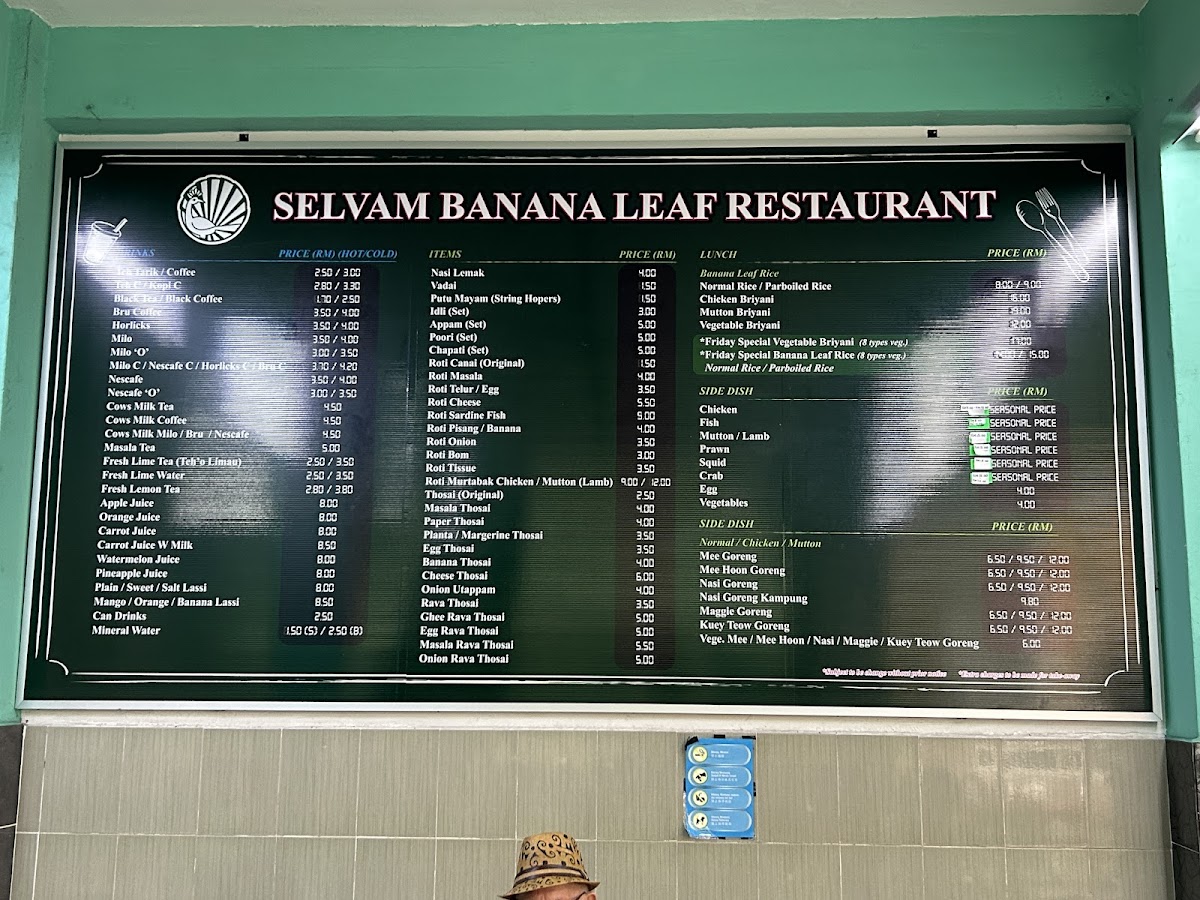 SELVAM BANANA LEAF RESTAURANT
DRINKS PRICE (RM) (HOT/COLD)
Teh Tarik / Coffee 2.50 / 3.00
Teh C / Kopi C 2.80 / 3.30
Black Tea / Black Coffee 1.70 / 2.50
Bru Coffee 3.50 / 4.00
Horlicks 3.50 / 4.00
Milo 3.50 / 4.00
Milo ‘O’ 3.00 / 3.50
Milo C / Nescafe C / Horlicks C / Bru C 3.70 / 4.20
Nescafe 3.50 / 4.00
Nescafe ‘O’ 3.00 / 3.50
Cows Milk Tea 4.50
Cows Milk Coffee 4.50
Cows Milk Milo / Bru / Nescafe 4.50
Masala Tea 5.00
Fresh Lime Tea (Teh’o Limau) 2.50 / 3.50
Fresh Lime Water 2.50 / 3.50
Fresh Lemon Tea 2.80 / 3.80
Apple Juice 8.00
Orange Juice 8.00
Carrot Juice 8.00
Carrot Juice W Milk 8.50
Watermelon Juice 8.00
Pineapple Juice 8.00
Plain / Sweet / Salt Lassi 8.00
Mango / Orange / Banana Lassi 8.50
Can Drinks 2.50
Mineral Water 1.50 (S) / 2.50 (B)
ITEMS PRICE (RM)
Nasi Lemak 4.00
Vadai 1.50
Putu Mayam (String Hopers) 1.50
Idli (Set) 3.00
Appam (Set) 5.00
Poori (Set) 5.00
Chapati (Set) 5.00
Roti Canai (Original) 1.50
Roti Masala 4.00
Roti Telur / Egg 3.50
Roti Cheese 5.50
Roti Sardine Fish 9.00
Roti Pisang / Banana 4.00
Roti Onion 3.50
Roti Bom 3.00
Roti Tissue 3.50
Roti Murtabak Chicken / Mutton (Lamb) 9.00 / 12.00
Thosai (Original) 2.50
Masala Thosai 4.00
Paper Thosai 4.00
Planta / Margerine Thosai 3.50
Egg Thosai 3.50
Banana Thosai 4.00
Cheese Thosai 6.00
Onion Utappam 4.00
Rava Thosai 3.50
Ghee Rava Thosai 5.00
Egg Rava Thosai 5.00
Masala Rava Thosai 5.50
Onion Rava Thosai 5.00
LUNCH PRICE (RM)
Banana Leaf Rice
Normal Rice / Parboiled Rice 8.00 / 9.00
Chicken Briyani 16.00
Mutton Briyani 19.00
Vegetable Briyani 12.00
*Friday Special Vegetable Briyani (8 types veg.) 17.00
*Friday Special Banana Leaf Rice (8 types veg.) / 15.00
Normal Rice / Parboiled Rice
SIDE DISH PRICE (RM)
Chicken SEASONAL PRICE
Fish SEASONAL PRICE
Mutton / Lamb SEASONAL PRICE
Prawn SEASONAL PRICE
Squid SEASONAL PRICE
Crab SEASONAL PRICE
Egg 4.00
Vegetables 4.00
SIDE DISH PRICE (RM)
Normal / Chicken / Mutton
Mee Goreng 6.50 / 9.50 / 12.00
Mee Hoon Goreng 6.50 / 9.50 / 12.00
Nasi Goreng 6.50 / 9.50 / 12.00
Nasi Goreng Kampung 9.80
Maggie Goreng 6.50 / 9.50 / 12.00
Kuey Teow Goreng 6.50 / 9.50 / 12.00
Vege. Mee / Mee Hoon / Nasi / Maggie / Kuey Teow Goreng 6.00
*Subject to be change without prior notice *Extra charges to be made for take-away